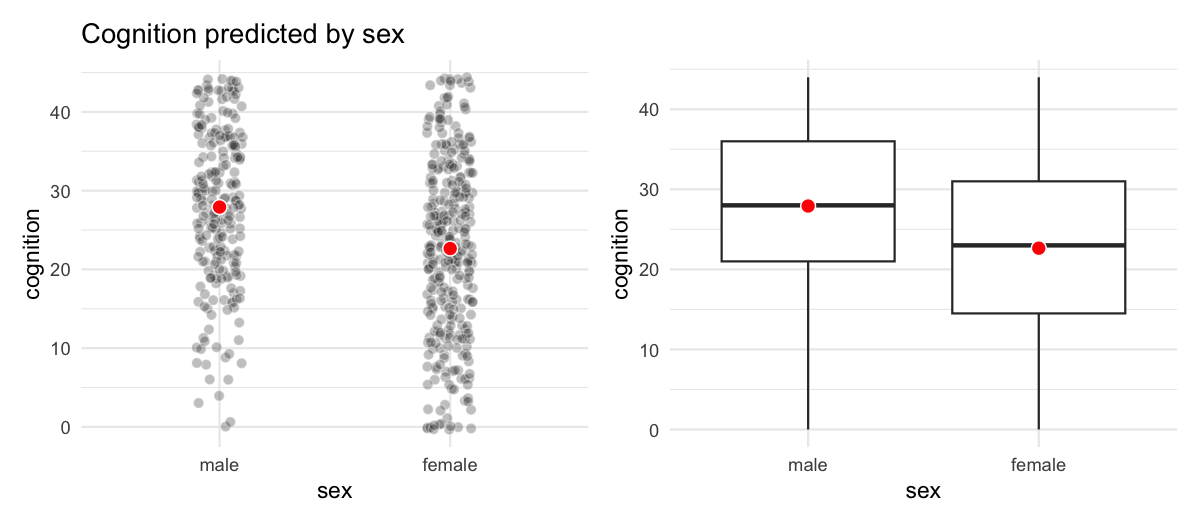 Cognition predicted by sex
cognition
40
30
20
10
0
male
female
sex
cognition
40
30
20
10
0
male
female
sex